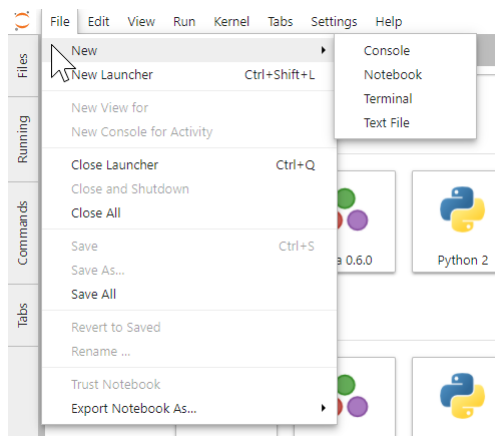 File Edit View Run Kernel Tabs Settings Help
Files
Running
Commands
Tabs
New
New Launcher Ctrl+Shift+L
New View for
New Console for Activity
Close Launcher Ctrl+Q
Close and Shutdown
Close All
Save Ctrl+S
Save As...
Save All
Revert to Saved
Rename ...
Trust Notebook
Export Notebook As...
Console
Notebook
Terminal
Text File
0.6.0
Python 2